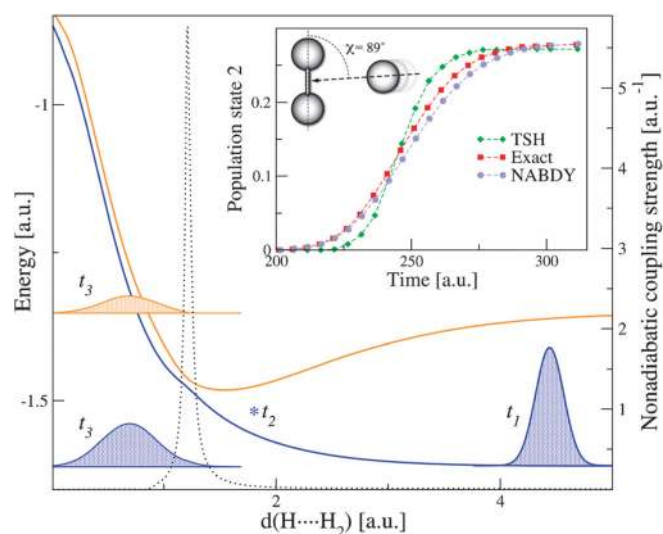 χ = 89°
TSH
Exact
NABDY
Population state 2
0.2
0.1
0
200
250
300
Time [a.u.]
Energy [a.u.]
-1
-1.5
t3
t3
*t2
t1
2
4
d(H····H2) [a.u.]
5
4
3
2
1
0
Nonadiabatic coupling strength [a.u.-1]